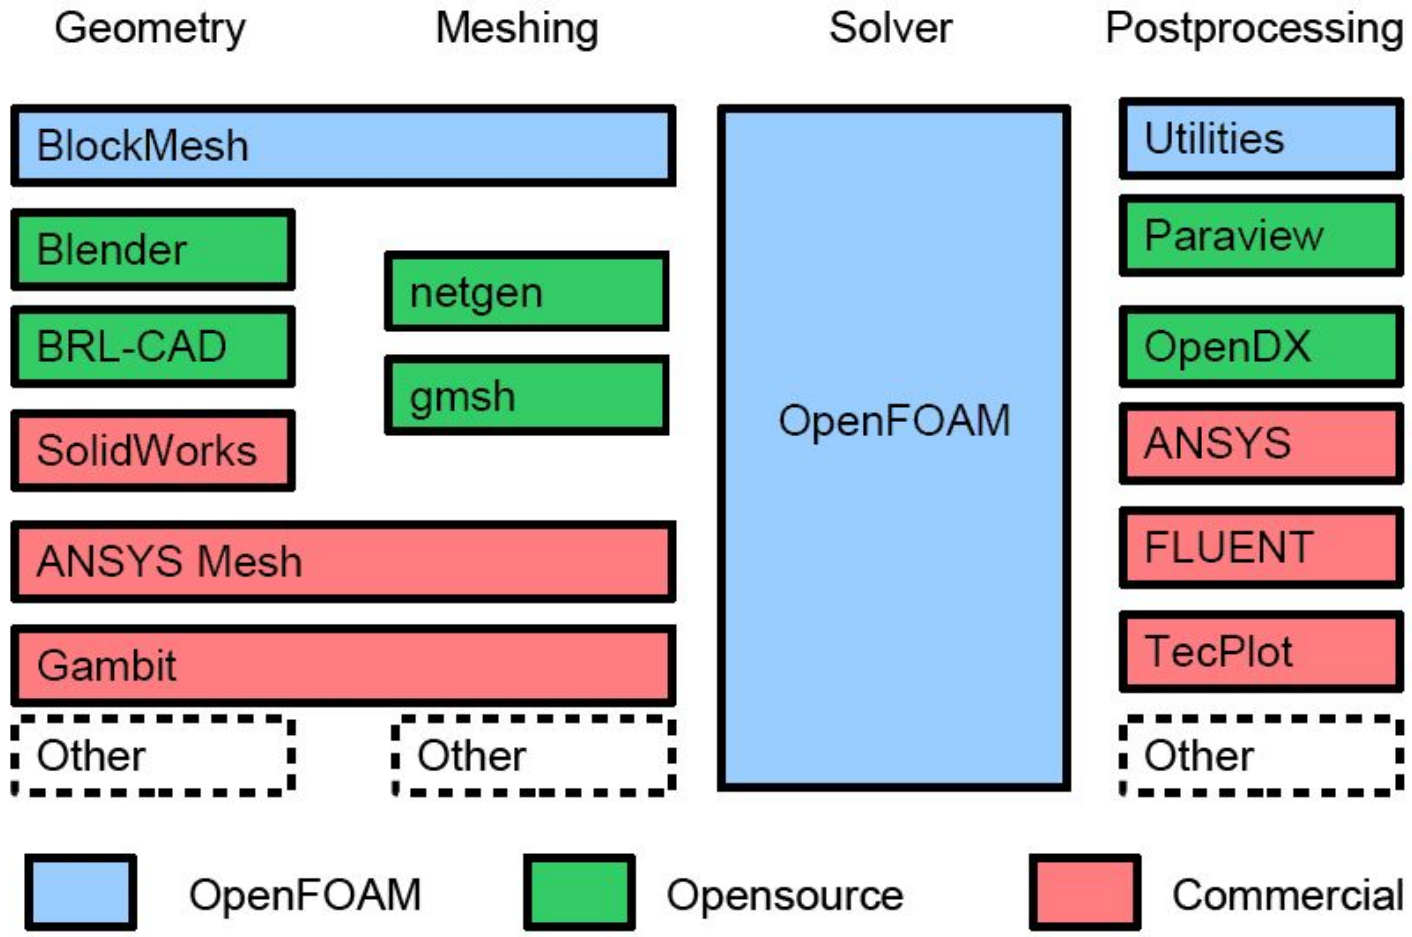 Geometry
Meshing
Solver
Postprocessing
BlockMesh
Utilities
Blender
Paraview
netgen
BRL-CAD
OpenDX
gmsh
OpenFOAM
SolidWorks
ANSYS
ANSYS Mesh
FLUENT
Gambit
TecPlot
Other
Other
Other
OpenFOAM
Opensource
Commercial